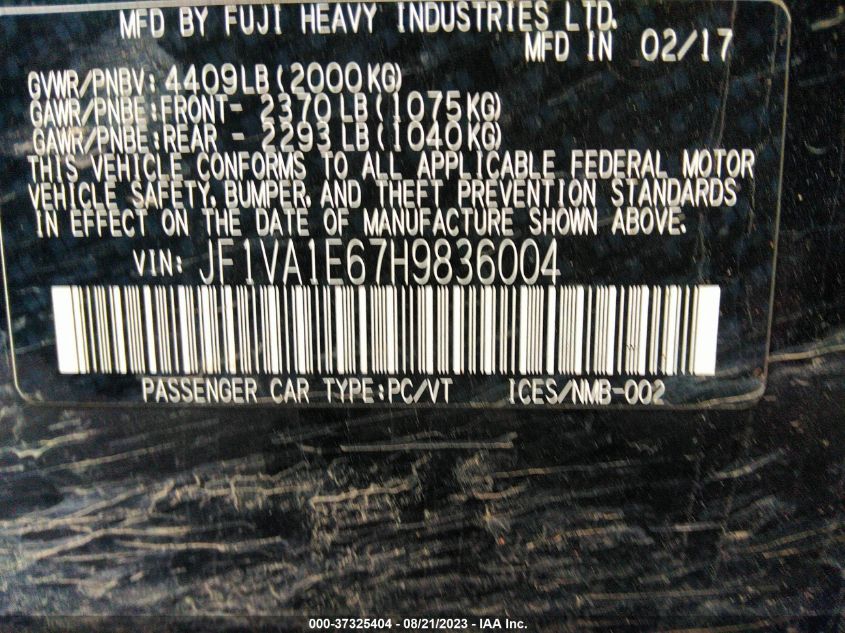 MFD BY FUJI HEAVY INDUSTRIES LTD.
MFD IN 02/17
GVWR/PNBV: 4409LB(2000KG)
GAWR/PNBE:FRONT- 2370LB(1075KG)
GAWR/PNBE:REAR - 2293LB(1040KG)
THIS VEHICLE CONFORMS TO ALL APPLICABLE FEDERAL MOTOR
VEHICLE SAFETY, BUMPER, AND THEFT PREVENTION STANDARDS
IN EFFECT ON THE DATE OF MANUFACTURE SHOWN ABOVE.
VIN: JF1VA1E67H9836004
PASSENGER CAR TYPE:PC/VT ICES/NMB-002
000-37325404 - 08/21/2023 - IAA Inc.